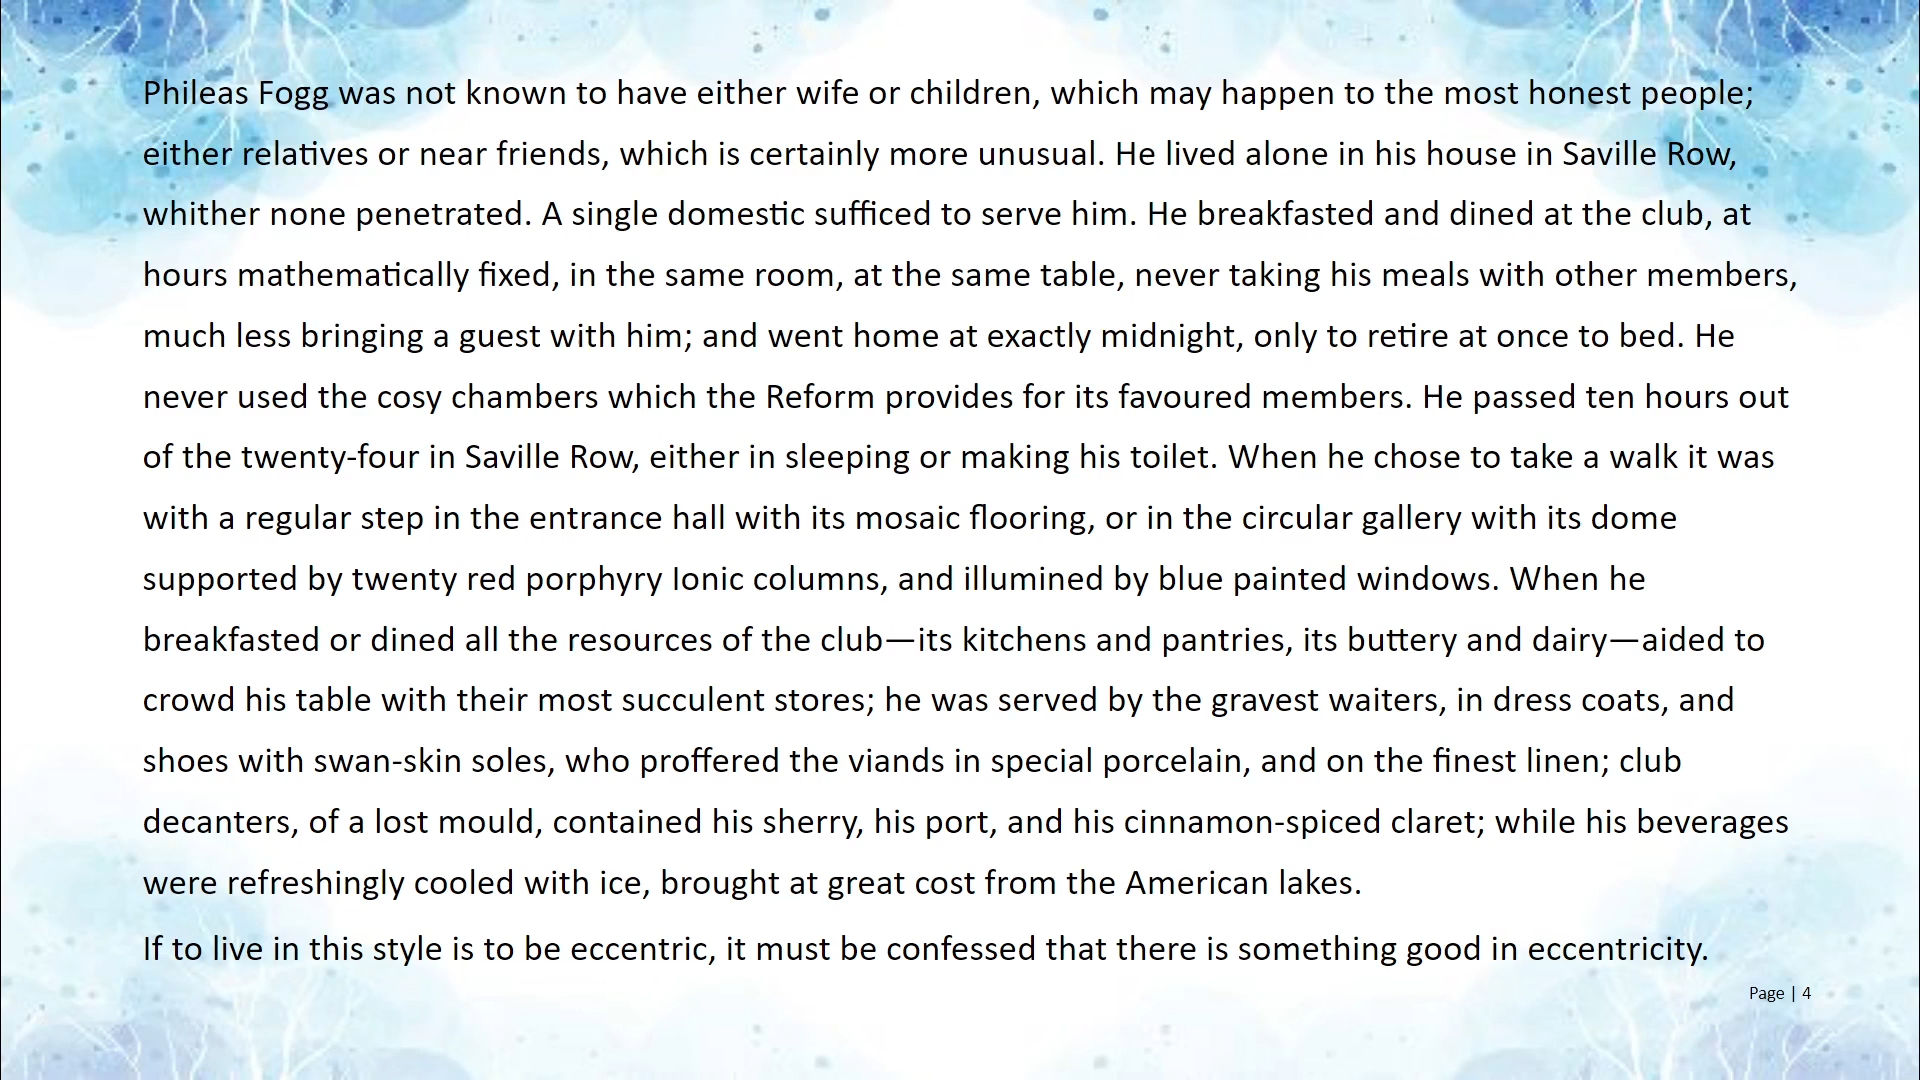 Phileas Fogg was not known to have either wife or children, which may happen to the most honest people;
either relatives or near friends, which is certainly more unusual. He lived alone in his house in Saville Row,
whither none penetrated. A single domestic sufficed to serve him. He breakfasted and dined at the club, at
hours mathematically fixed, in the same room, at the same table, never taking his meals with other members,
much less bringing a guest with him; and went home at exactly midnight, only to retire at once to bed. He
never used the cosy chambers which the Reform provides for its favoured members. He passed ten hours out
of the twenty-four in Saville Row, either in sleeping or making his toilet. When he chose to take a walk it was
with a regular step in the entrance hall with its mosaic flooring, or in the circular gallery with its dome
supported by twenty red porphyry Ionic columns, and illumined by blue painted windows. When he
breakfasted or dined all the resources of the club—its kitchens and pantries, its buttery and dairy—aided to
crowd his table with their most succulent stores; he was served by the gravest waiters, in dress coats, and
shoes with swan-skin soles, who proffered the viands in special porcelain, and on the finest linen; club
decanters, of a lost mould, contained his sherry, his port, and his cinnamon-spiced claret; while his beverages
were refreshingly cooled with ice, brought at great cost from the American lakes.
If to live in this style is to be eccentric, it must be confessed that there is something good in eccentricity.
Page | 4